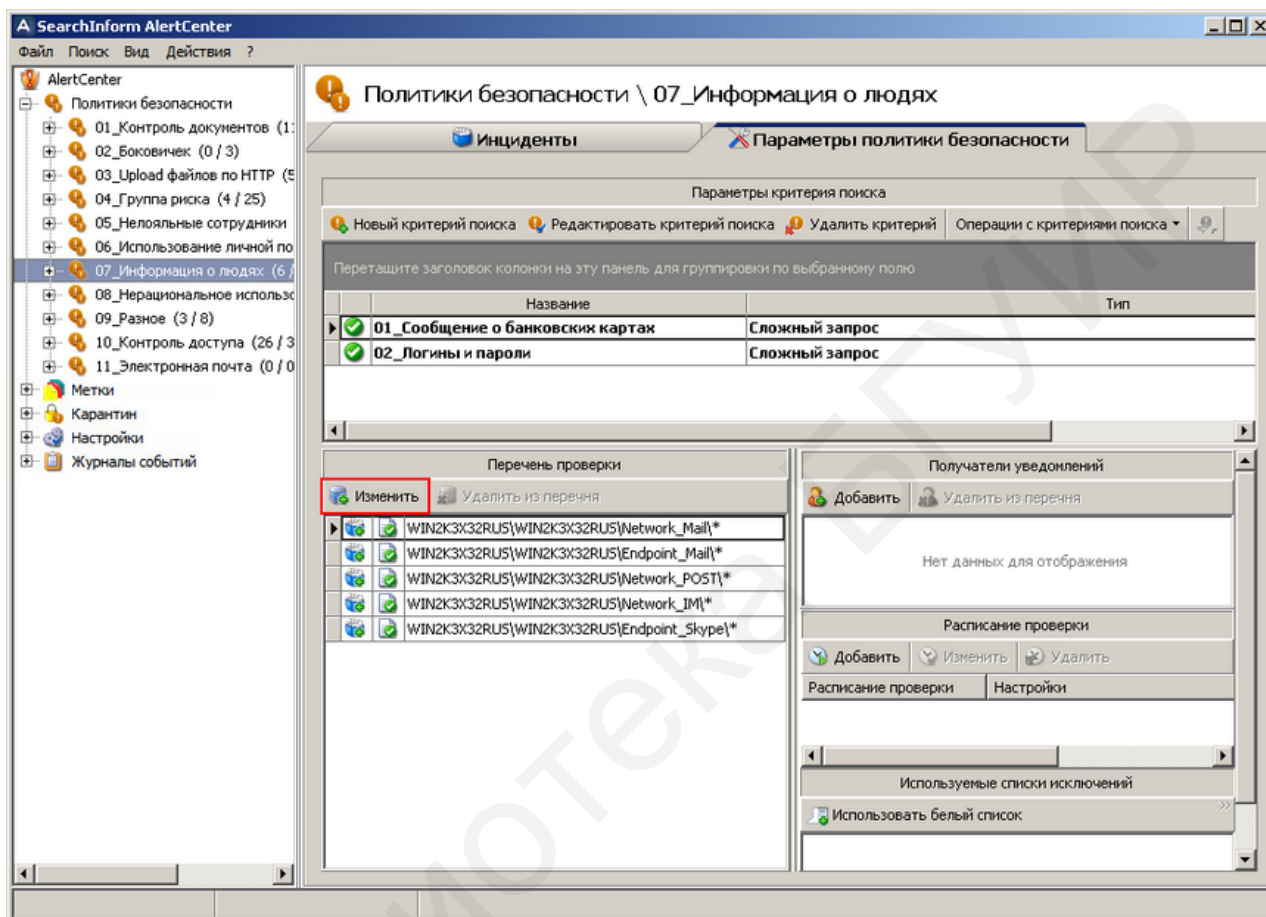 SearchInform AlertCenter
Файл Поиск Вид Действия ?
AlertCenter
Политики безопасности
01_Контроль документов (1
02_Боковичек (0 / 3)
03_Upload файлов по HTTP (5
04_Группа риска (4 / 25)
05_Нелояльные сотрудники
06_Использование личной по
07_Информация о людях (6 /
08_Нерациональное использо
09_Разное (3 / 8)
10_Контроль доступа (26 / 3
11_Электронная почта (0 / 0
Метки
Карантин
Настройки
Журналы событий
Политики безопасности \ 07_Информация о людях
Инциденты
Параметры политики безопасности
Параметры критерия поиска
Новый критерий поиска Редактировать критерий поиска Удалить критерий Операции с критериями поиска
Перетащите заголовок колонки на эту панель для группировки по выбранному полю
Название Тип
01_Сообщение о банковских картах Сложный запрос
02_Логины и пароли Сложный запрос
Перечень проверки
Изменить Удалить из перечня
WIN2K3X32RUS\WIN2K3X32RUS\Network_Mail\*
WIN2K3X32RUS\WIN2K3X32RUS\Endpoint_Mail\*
WIN2K3X32RUS\WIN2K3X32RUS\Network_POST\*
WIN2K3X32RUS\WIN2K3X32RUS\Network_IM\*
WIN2K3X32RUS\WIN2K3X32RUS\Endpoint_Skype\*
Получатели уведомлений
Добавить Удалить из перечня
Нет данных для отображения
Расписание проверки
Добавить Изменить Удалить
Расписание проверки Настройки
Используемые списки исключений
Использовать белый список
иотека БГУИР